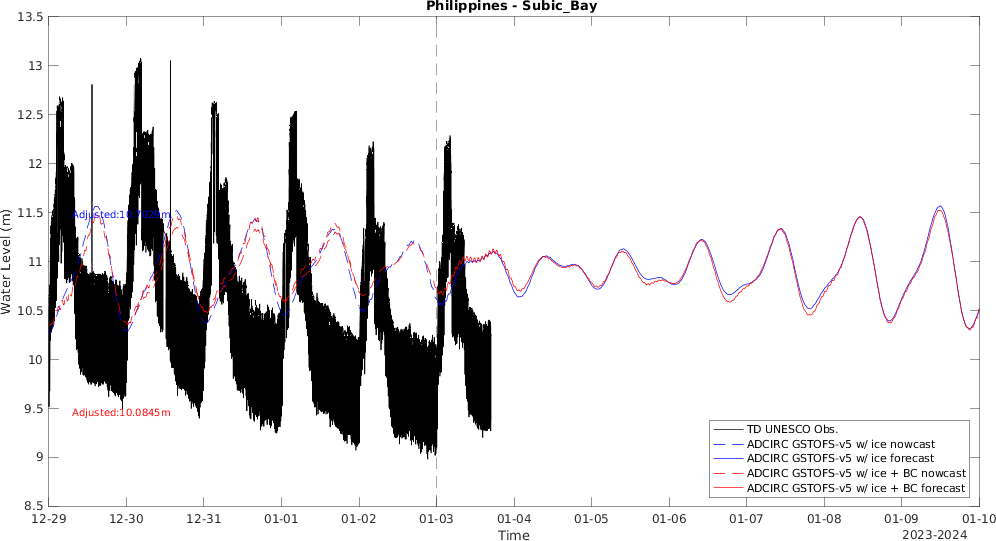 Philippines - Subic_Bay
Water Level (m)
13.5
13
12.5
12
11.5
11
10.5
10
9.5
9
8.5
Adjusted:10.0845m
TD UNESCO Obs.
ADCIRC GSTOFS-v5 w/ ice nowcast
ADCIRC GSTOFS-v5 w/ ice forecast
ADCIRC GSTOFS-v5 w/ ice + BC nowcast
ADCIRC GSTOFS-v5 w/ ice + BC forecast
12-29 12-30 12-31 01-01 01-02 01-03 01-04 01-05 01-06 01-07 01-08 01-09 01-10
Time
2023-2024